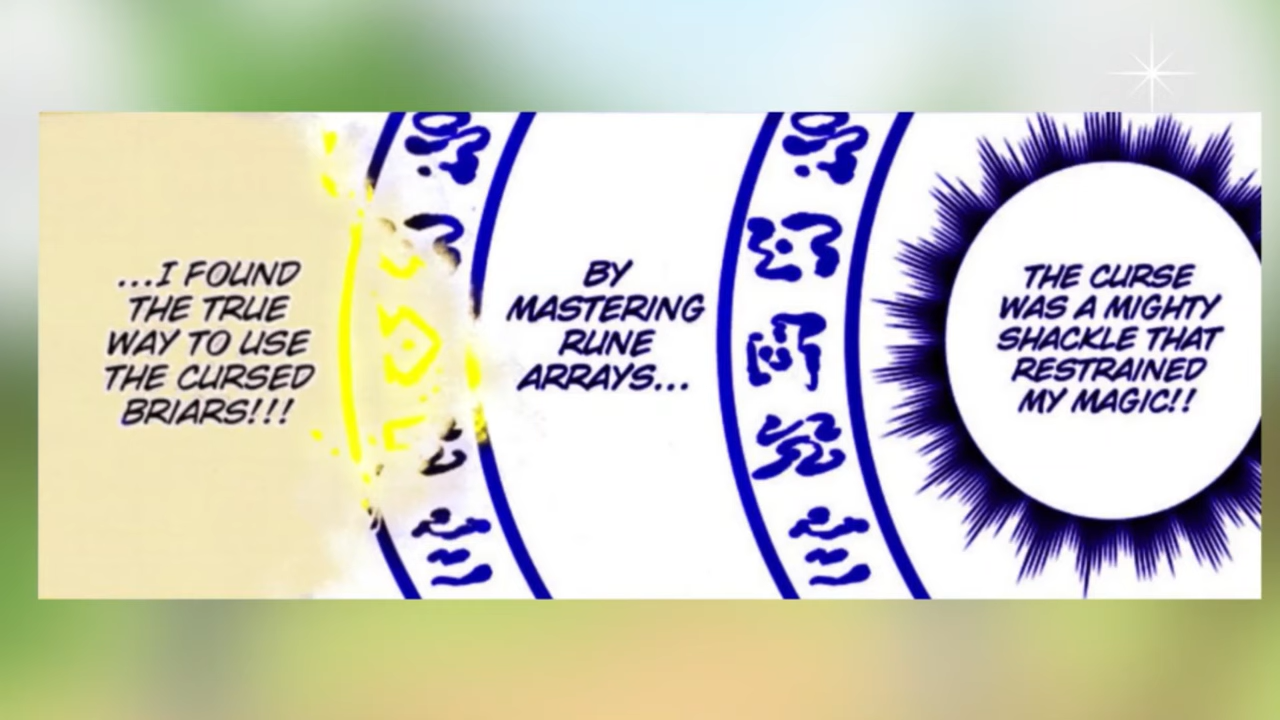 THE CURSE
WAS A MIGHTY
SHACKLE THAT
RESTRAINED
MY MAGIC!!
BY
MASTERING
RUNE
ARRAYS...
...I FOUND
THE TRUE
WAY TO USE
THE CURSED
BRIARS!!!